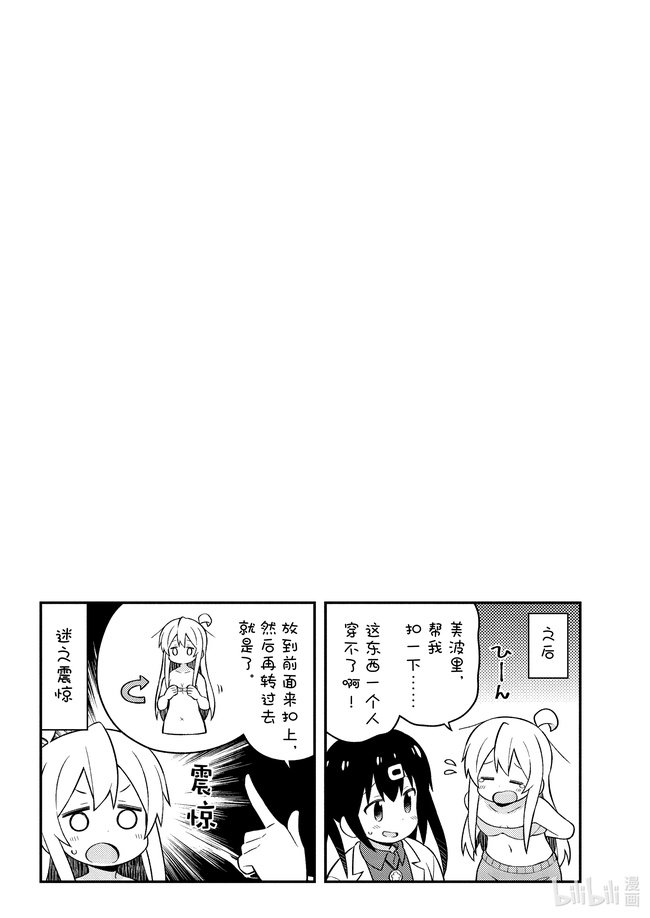 之后
ひーん
美波里，
帮我
扣一下……
这东西一个人
穿不了啊！
放到前面来扣上，
然后再转过去
就是了。
震惊
迷之震惊
bilibili 漫画